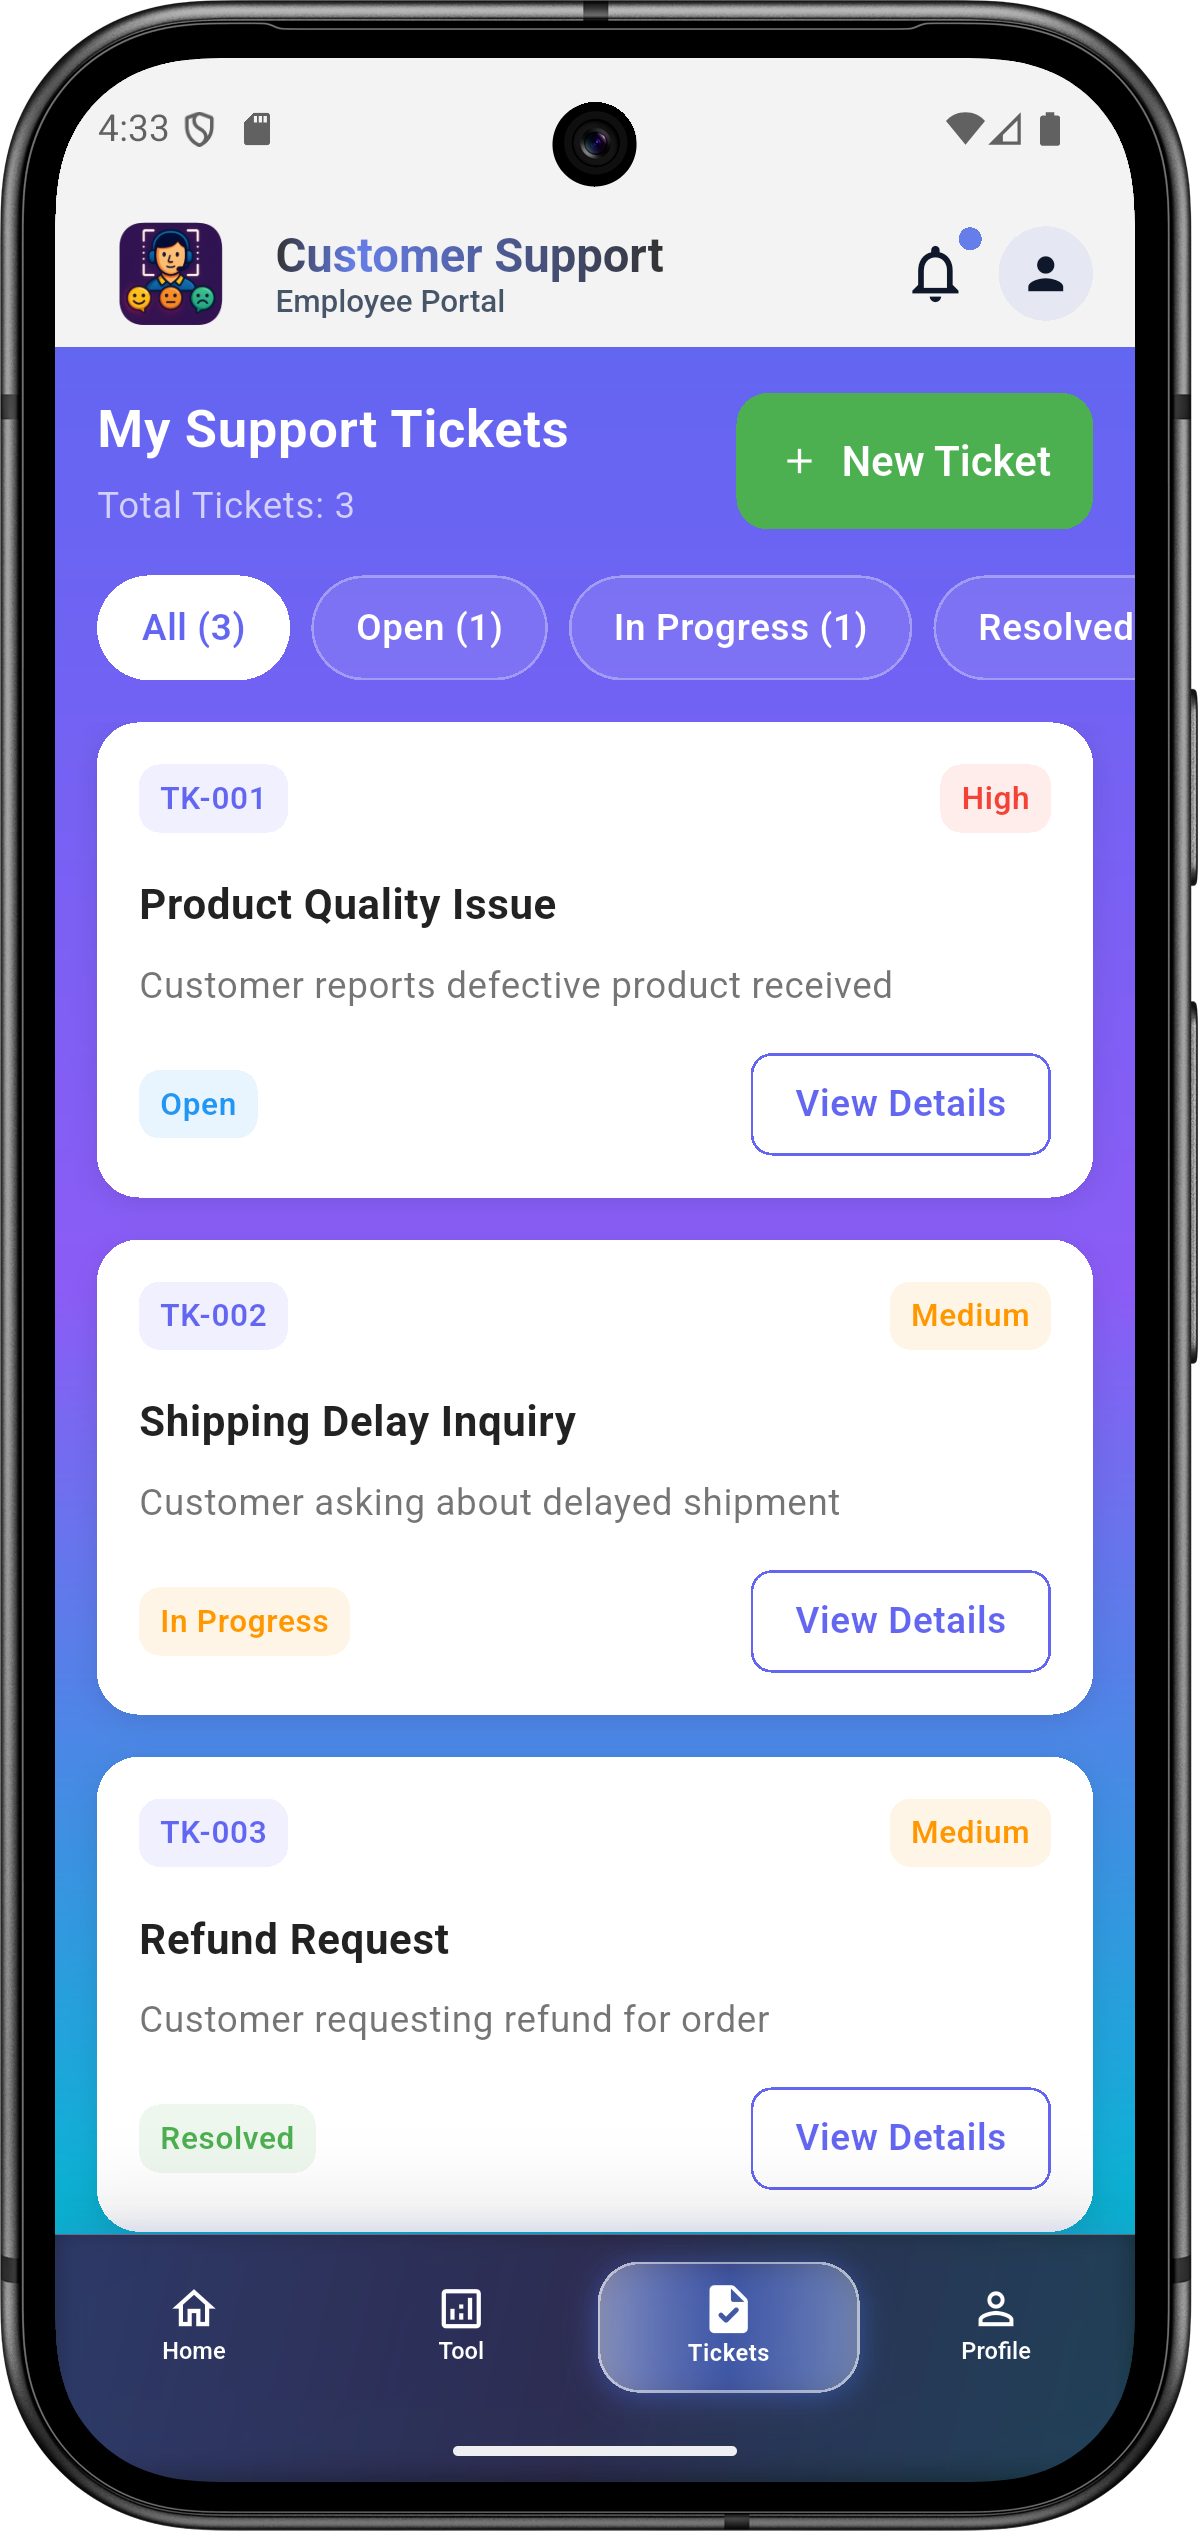 4:33
Customer Support
Employee Portal
My Support Tickets
Total Tickets: 3
New Ticket
All (3)
Open (1)
In Progress (1)
Resolved
TK-001
High
Product Quality Issue
Customer reports defective product received
Open
View Details
TK-002
Medium
Shipping Delay Inquiry
Customer asking about delayed shipment
In Progress
View Details
TK-003
Medium
Refund Request
Customer requesting refund for order
Resolved
View Details
Home
Tool
Tickets
Profile